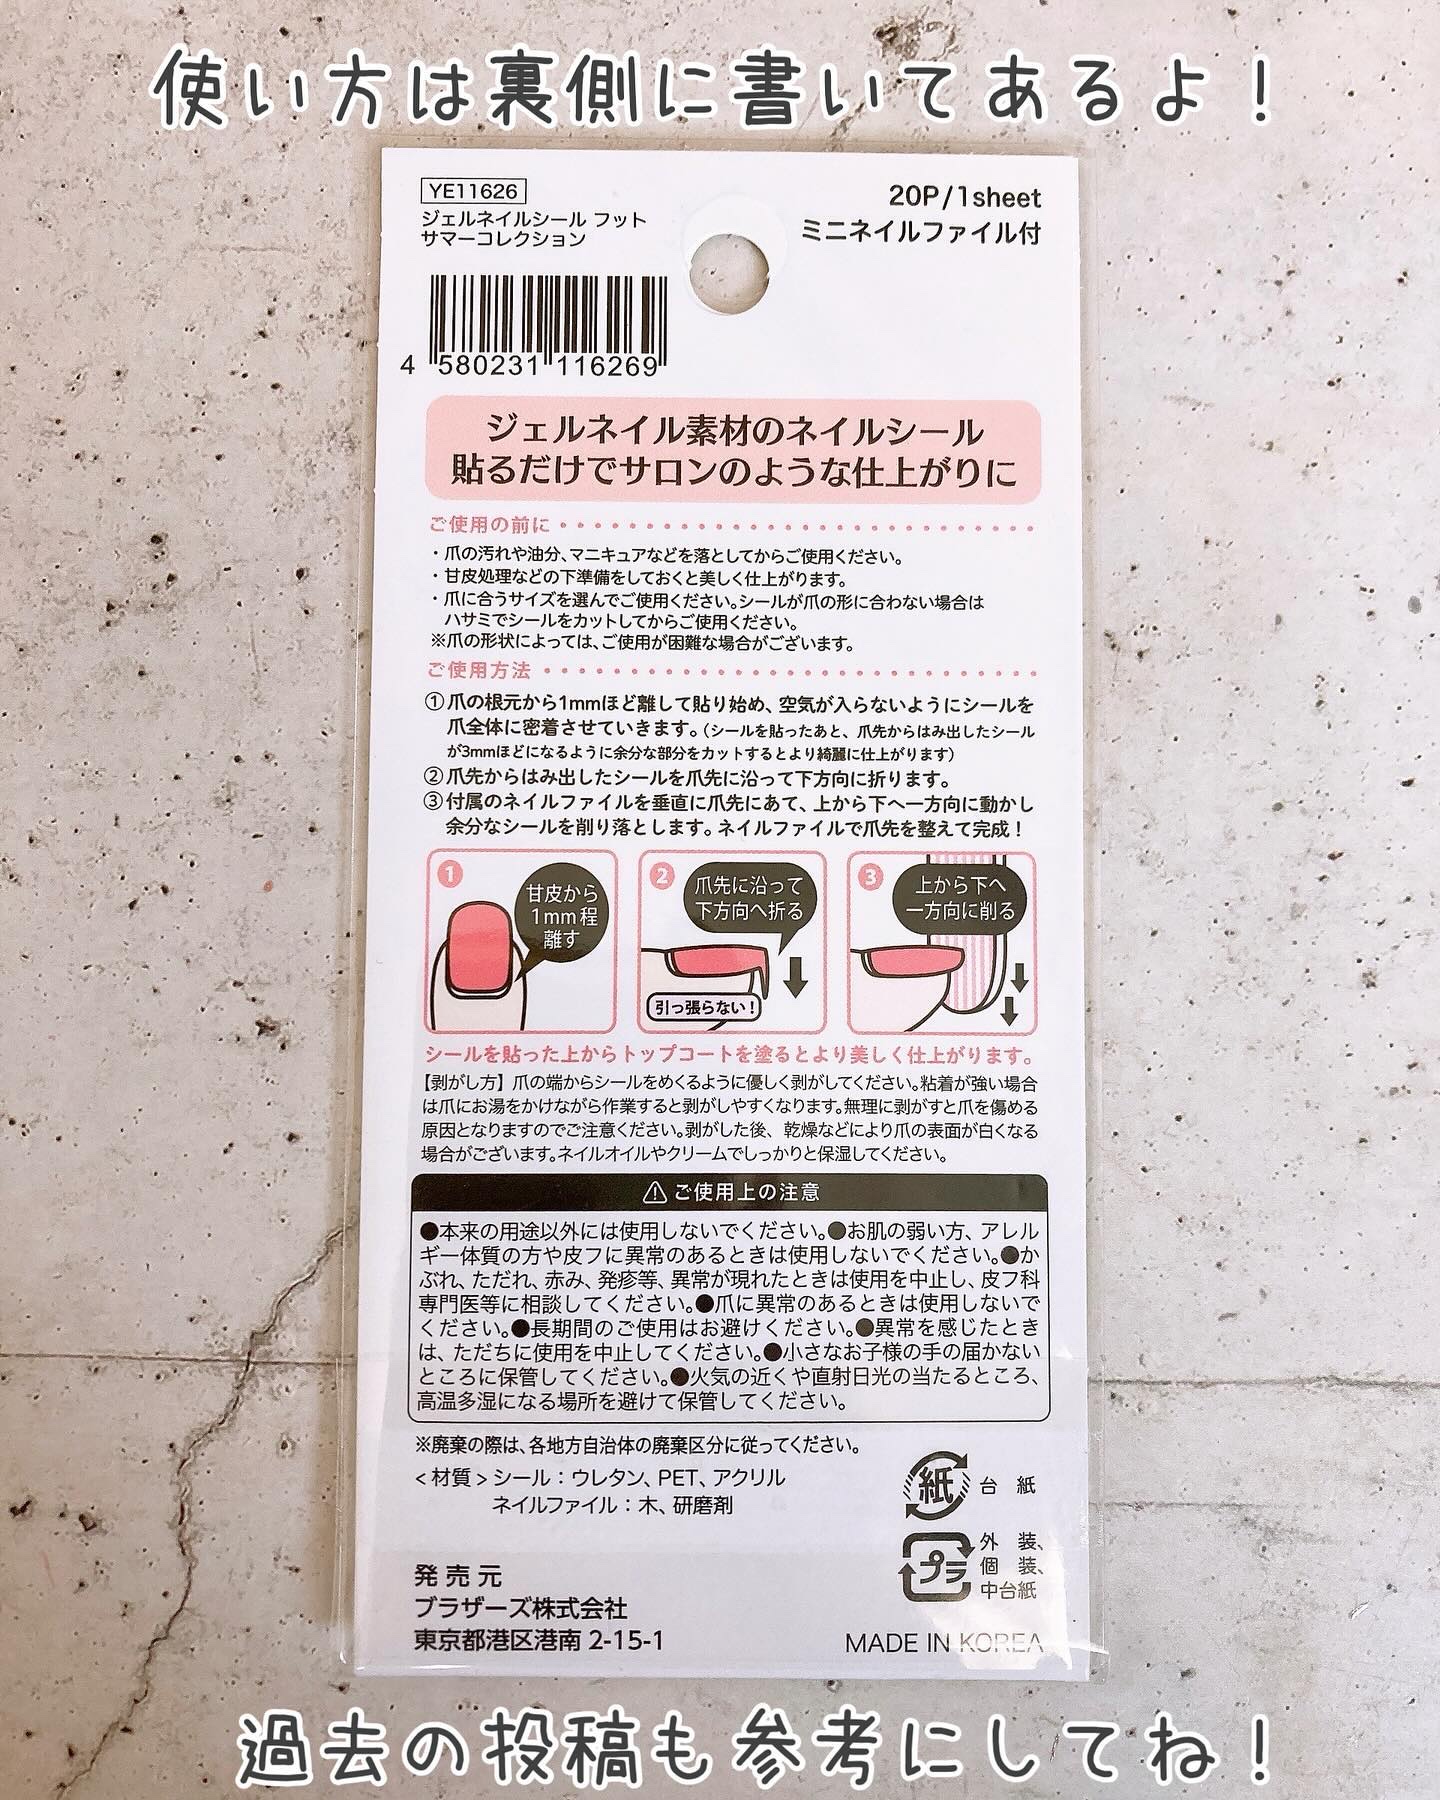 使い方は裏側に書いてあるよ！
YE11626
ジェルネイルシール フット
サマーコレクション
20P/1sheet
ミニネイルファイル付
4 580231 116269
ジェルネイル素材のネイルシール
貼るだけでサロンのような仕上がりに
ご使用の前に
・爪の汚れや油分、マニキュアなどを落としてからご使用ください。
・甘皮処理などの下準備をしておくと美しく仕上がります。
・爪に合うサイズを選んでご使用ください。シールが爪の形に合わない場合は
ハサミでシールをカットしてからご使用ください。
※爪の形状によっては、ご使用が困難な場合がございます。
ご使用方法
①爪の根元から1mmほど離して貼り始め、空気が入らないようにシールを
爪全体に密着させていきます。（シールを貼ったあと、爪先からはみ出したシール
が3mmほどになるように余分な部分をカットするとより綺麗に仕上がります）
②爪先からはみ出したシールを爪先に沿って下方向に折ります。
③付属のネイルファイルを垂直に爪先にあて、上から下へ一方向に動かし
余分なシールを削り落とします。ネイルファイルで爪先を整えて完成！
1
甘皮から
1mm程
離す
2
爪先に沿って
下方向へ折る
引っ張らない！
3
上から下へ
一方向に削る
シールを貼った上からトップコートを塗るとより美しく仕上がります。
【剥がし方】爪の端からシールをめくるように優しく剥がしてください。粘着が強い場合
は爪にお湯をかけながら作業すると剥がしやすくなります。無理に剥がすと爪を傷める
原因となりますのでご注意ください。剥がした後、乾燥などにより爪の表面が白くなる
場合がございます。ネイルオイルやクリームでしっかりと保湿してください。
⚠ご使用上の注意
●本来の用途以外には使用しないでください。●お肌の弱い方、アレル
ギー体質の方や皮フに異常のあるときは使用しないでください。●か
ぶれ、ただれ、赤み、発疹等、異常が現れたときは使用を中止し、皮フ科
専門医等に相談してください。●爪に異常のあるときは使用しないで
ください。●長期間のご使用はお避けください。●異常を感じたとき
は、ただちに使用を中止してください。●小さなお子様の手の届かない
ところに保管してください。●火気の近くや直射日光の当たるところ、
高温多湿になる場所を避けて保管してください。
※廃棄の際は、各地方自治体の廃棄区分に従ってください。
<材質>シール：ウレタン、PET、アクリル
ネイルファイル：木、研磨剤
紙 台紙
プラ 外装、
個装、
中台紙
発売元
ブラザーズ株式会社
東京都港区港南 2-15-1
MADE IN KOREA
過去の投稿も参考にしてね！